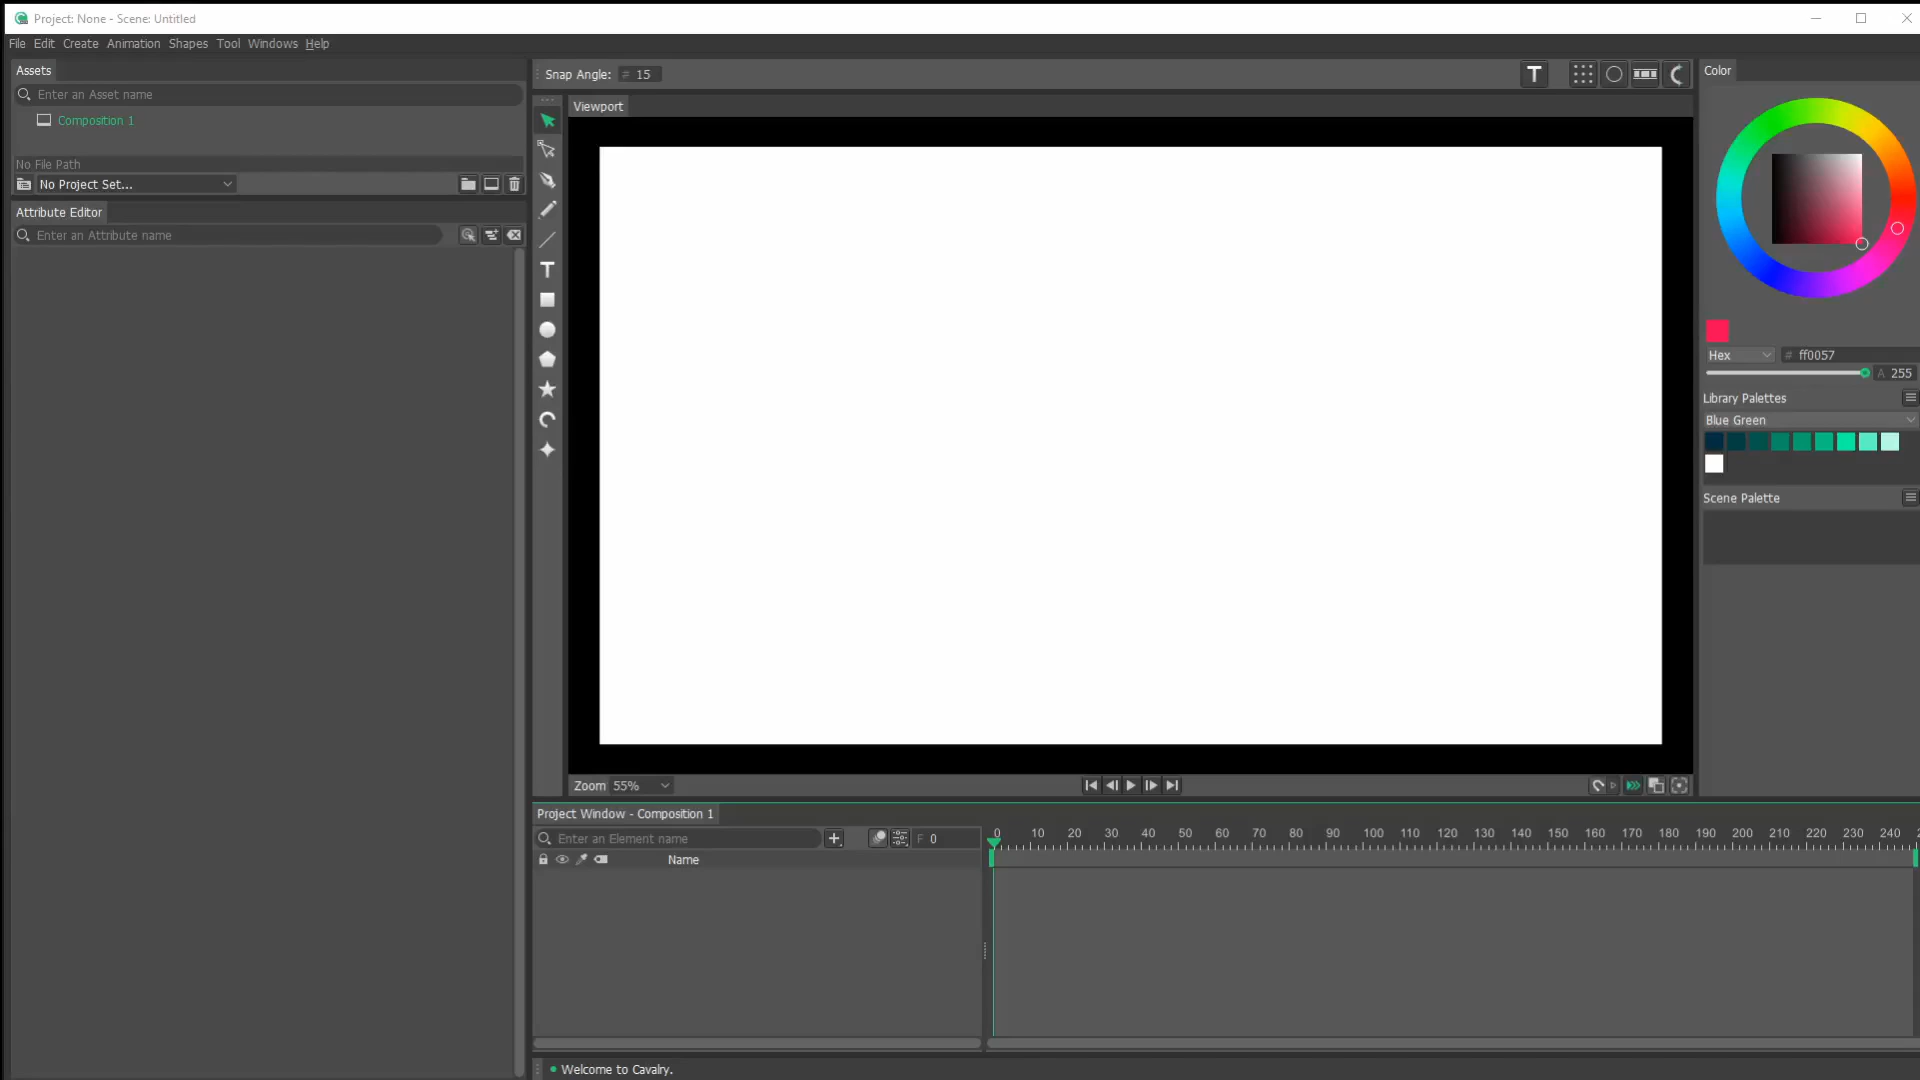 Project: None - Scene: Untitled
File Edit Create Animation Shapes Tool Windows Help
Assets
Enter an Asset name
Composition 1
No File Path
No Project Set...
Attribute Editor
Enter an Attribute name
Snap Angle: # 15
Viewport
Zoom 55%
Color
Hex # ff0057
A 255
Library Palettes
Blue Green
Scene Palette
Project Window - Composition 1
Enter an Element name
F 0
Name
0 10 20 30 40 50 60 70 80 90 100 110 120 130 140 150 160 170 180 190 200 210 220 230 240
Welcome to Cavalry.